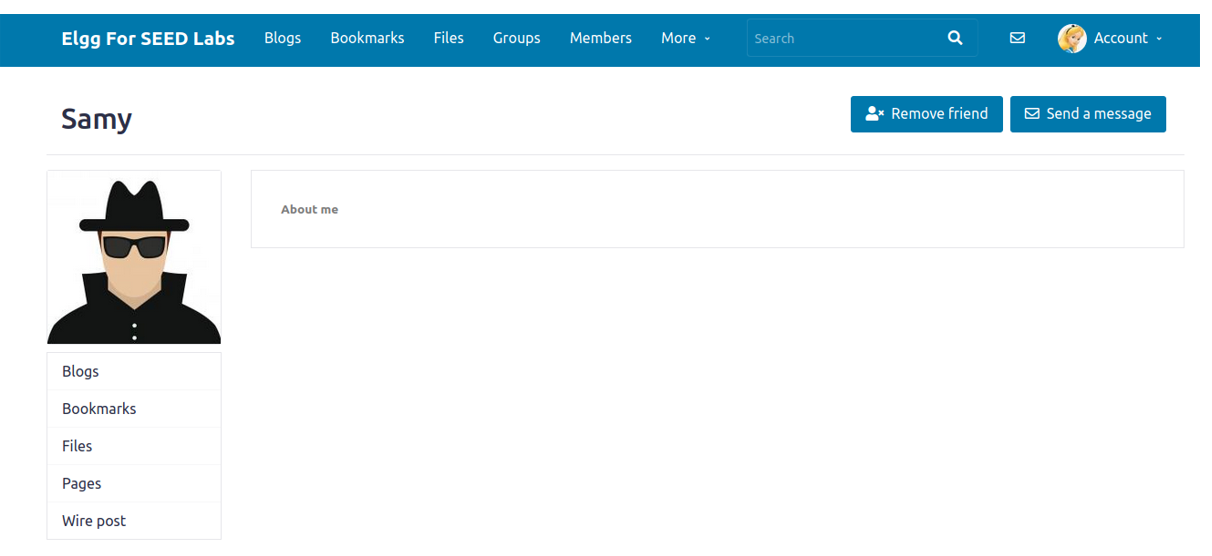 Elgg For SEED Labs Blogs Bookmarks Files Groups Members More Search Account
Samy Remove friend Send a message
About me
Blogs
Bookmarks
Files
Pages
Wire post